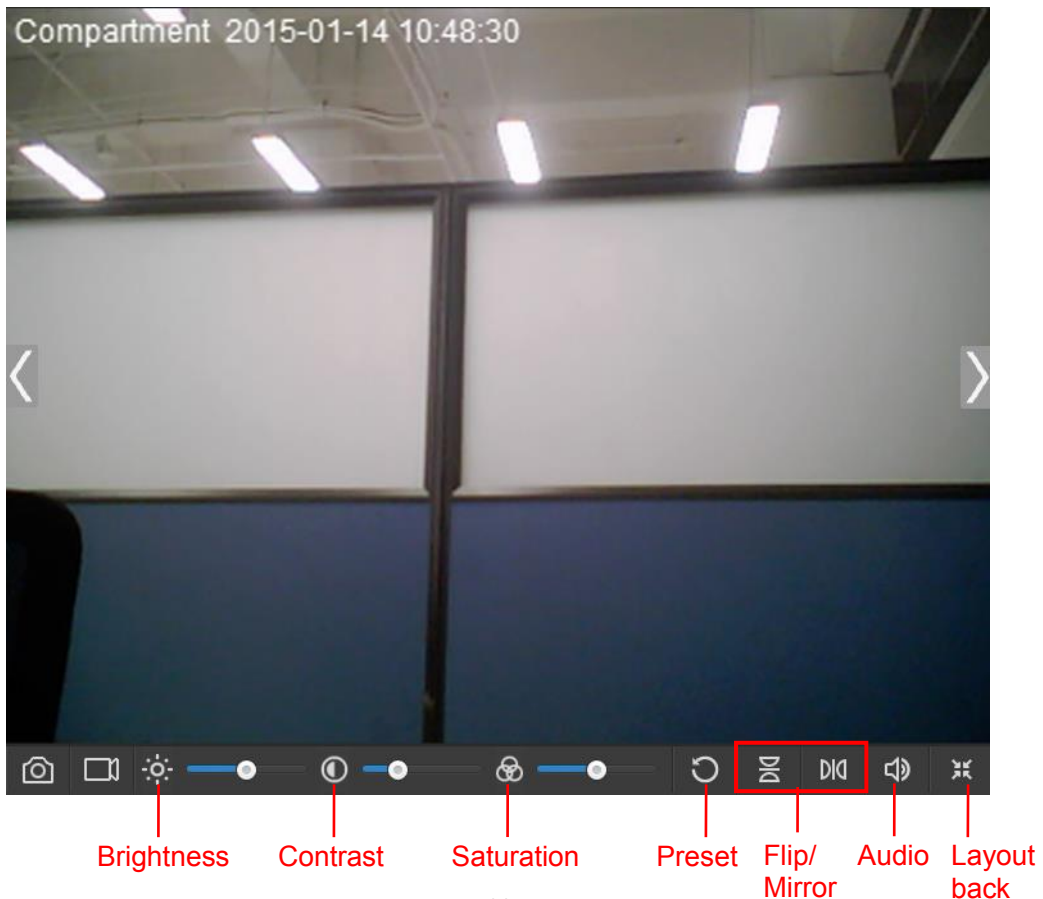 Compartment 2015-01-14 10:48:30
Brightness Contrast Saturation Preset Flip/ Audio Layout
Mirror back